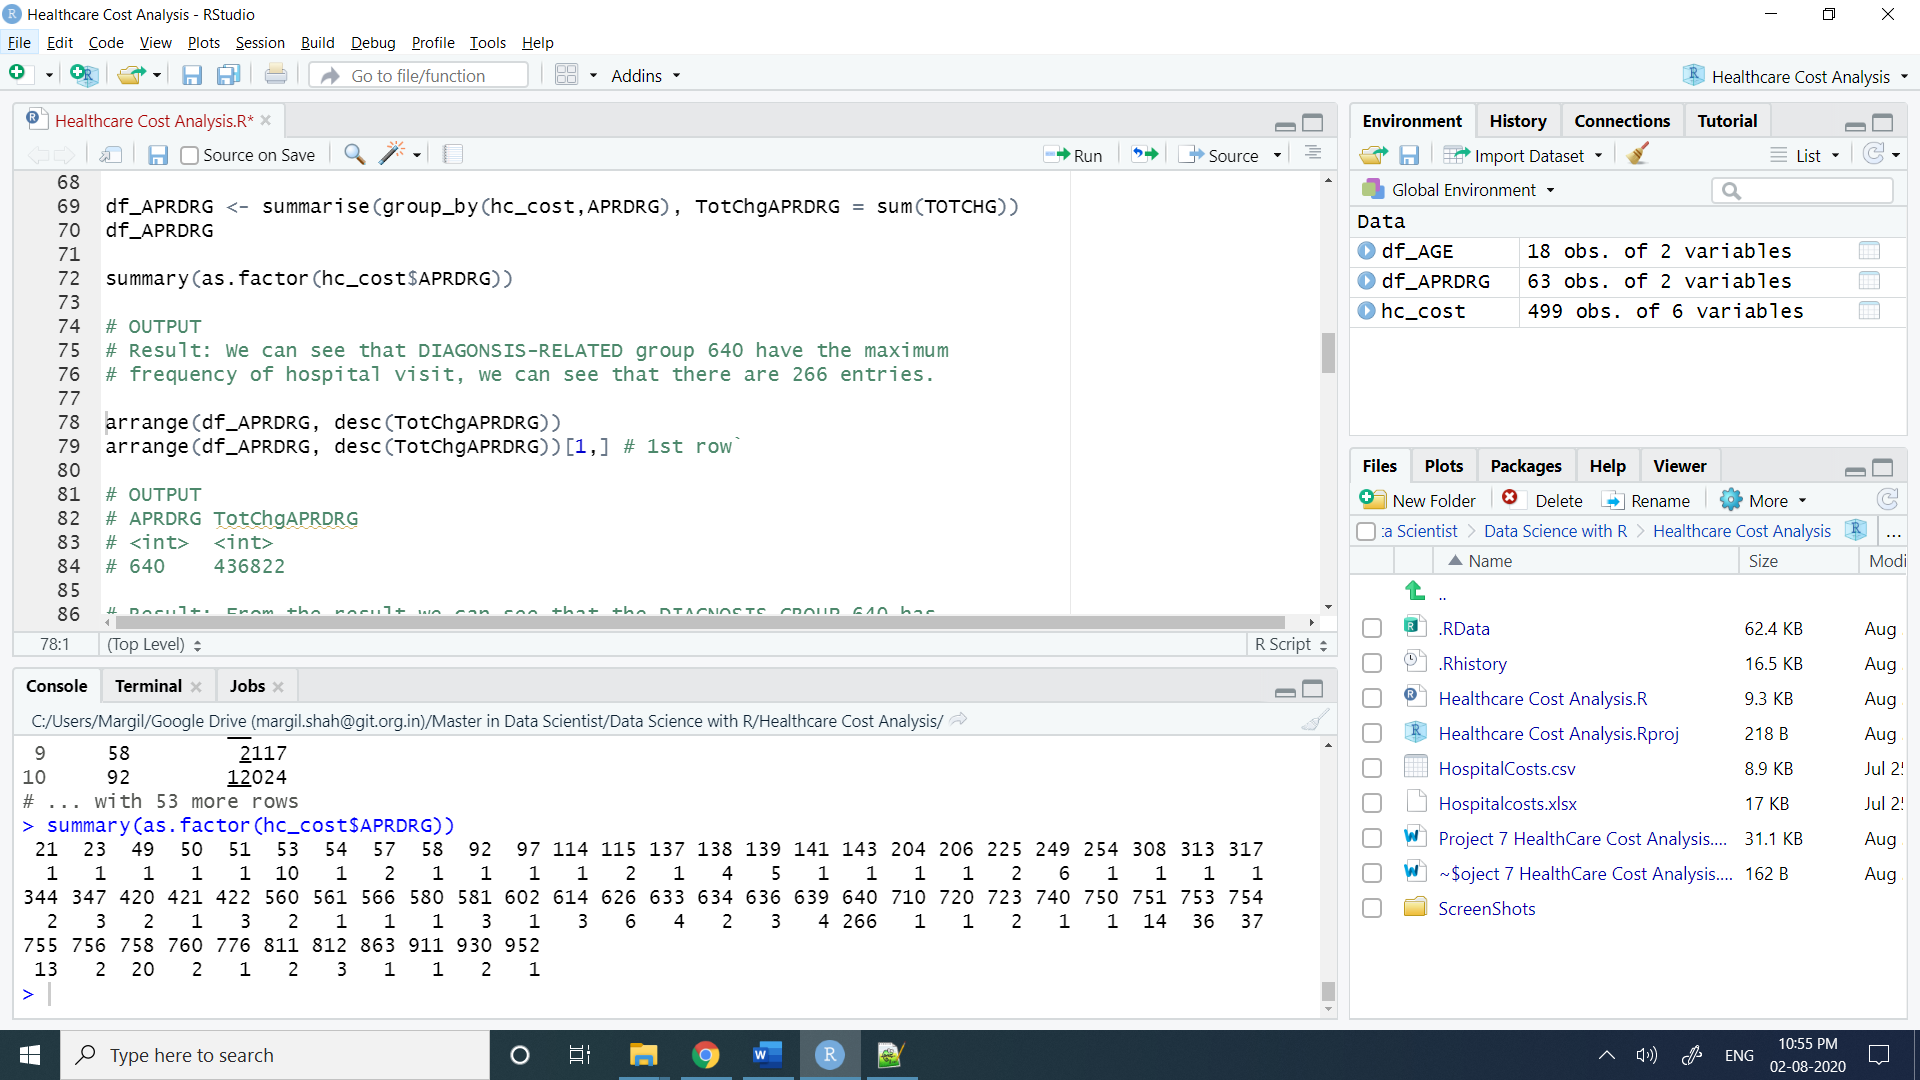 Healthcare Cost Analysis - RStudio
File Edit Code View Plots Session Build Debug Profile Tools Help
Go to file/function Addins Healthcare Cost Analysis
Healthcare Cost Analysis.R*
Source on Save Run Source
68
69 df_APRDRG <- summarise(group_by(hc_cost,APRDRG), TotChgAPRDRG = sum(TOTCHG))
70 df_APRDRG
71
72 summary(as.factor(hc_cost$APRDRG))
73
74 # OUTPUT
75 # Result: We can see that DIAGONSIS-RELATED group 640 have the maximum
76 # frequency of hospital visit, we can see that there are 266 entries.
77
78 arrange(df_APRDRG, desc(TotChgAPRDRG))
79 arrange(df_APRDRG, desc(TotChgAPRDRG))[1,] # 1st row`
80
81 # OUTPUT
82 # APRDRG TotChgAPRDRG
83 # <int> <int>
84 # 640 436822
85
86 # Result: From the result we can see that the DIAGNOSIS GROUP 640 has
78:1 (Top Level) R Script
Console Terminal Jobs
C:/Users/Margil/Google Drive (margil.shah@git.org.in)/Master in Data Scientist/Data Science with R/Healthcare Cost Analysis/
9 58 2117
10 92 12024
# ... with 53 more rows
> summary(as.factor(hc_cost$APRDRG))
21 23 49 50 51 53 54 57 58 92 97 114 115 137 138 139 141 143 204 206 225 249 254 308 313 317
1 1 1 1 1 10 1 2 1 1 1 1 2 1 4 5 1 1 1 1 2 6 1 1 1 1
344 347 420 421 422 560 561 566 580 581 602 614 626 633 634 636 639 640 710 720 723 740 750 751 753 754
2 3 2 1 3 2 1 1 1 3 1 3 6 4 2 3 4 266 1 1 2 1 1 14 36 37
755 756 758 760 776 811 812 863 911 930 952
13 2 20 2 1 2 3 1 1 2 1
>
Environment History Connections Tutorial
Import Dataset List
Global Environment
Data
df_AGE 18 obs. of 2 variables
df_APRDRG 63 obs. of 2 variables
hc_cost 499 obs. of 6 variables
Files Plots Packages Help Viewer
New Folder Delete Rename More
:a Scientist Data Science with R Healthcare Cost Analysis ...
Name Size Modi
..
.RData 62.4 KB Aug
.Rhistory 16.5 KB Aug
Healthcare Cost Analysis.R 9.3 KB Aug
Healthcare Cost Analysis.Rproj 218 B Aug
HospitalCosts.csv 8.9 KB Jul 2
Hospitalcosts.xlsx 17 KB Jul 2
Project 7 HealthCare Cost Analysis.... 31.1 KB Aug
~$oject 7 HealthCare Cost Analysis.... 162 B Aug
ScreenShots
Type here to search
ENG
10:55 PM
02-08-2020